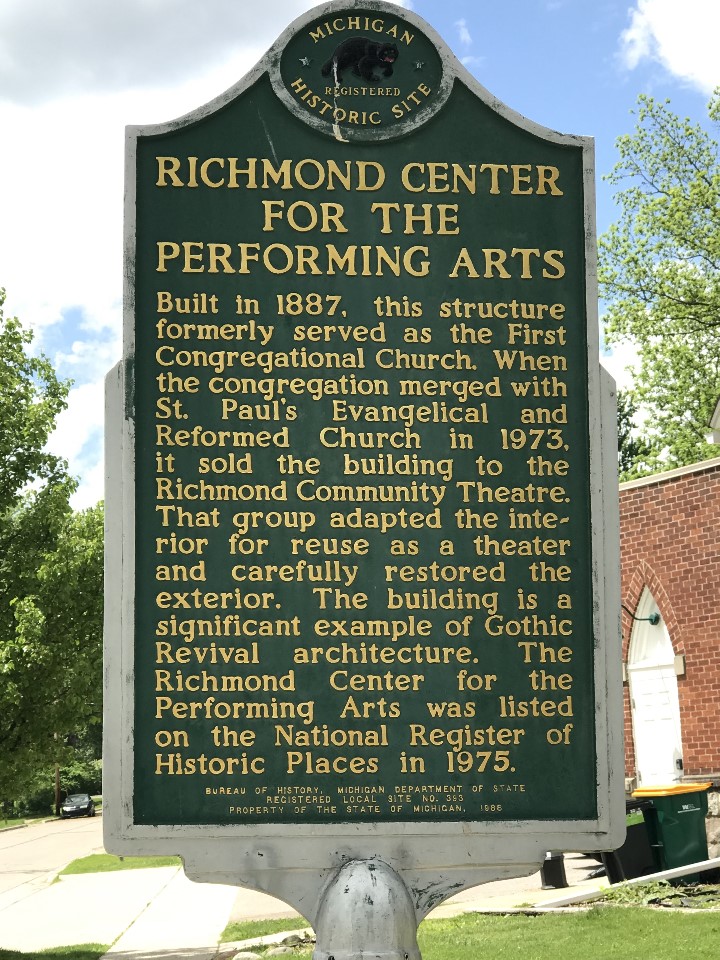 MICHIGAN
REGISTERED
HISTORIC SITE
RICHMOND CENTER
FOR THE
PERFORMING ARTS
Built in 1887, this structure
formerly served as the First
Congregational Church. When
the congregation merged with
St. Paul's Evangelical and
Reformed Church in 1973,
it sold the building to the
Richmond Community Theatre.
That group adapted the inte-
rior for reuse as a theater
and carefully restored the
exterior. The building is a
significant example of Gothic
Revival architecture. The
Richmond Center for the
Performing Arts was listed
on the National Register of
Historic Places in 1975.
BUREAU OF HISTORY, MICHIGAN DEPARTMENT OF STATE
REGISTERED LOCAL SITE NO. 393
PROPERTY OF THE STATE OF MICHIGAN, 1986